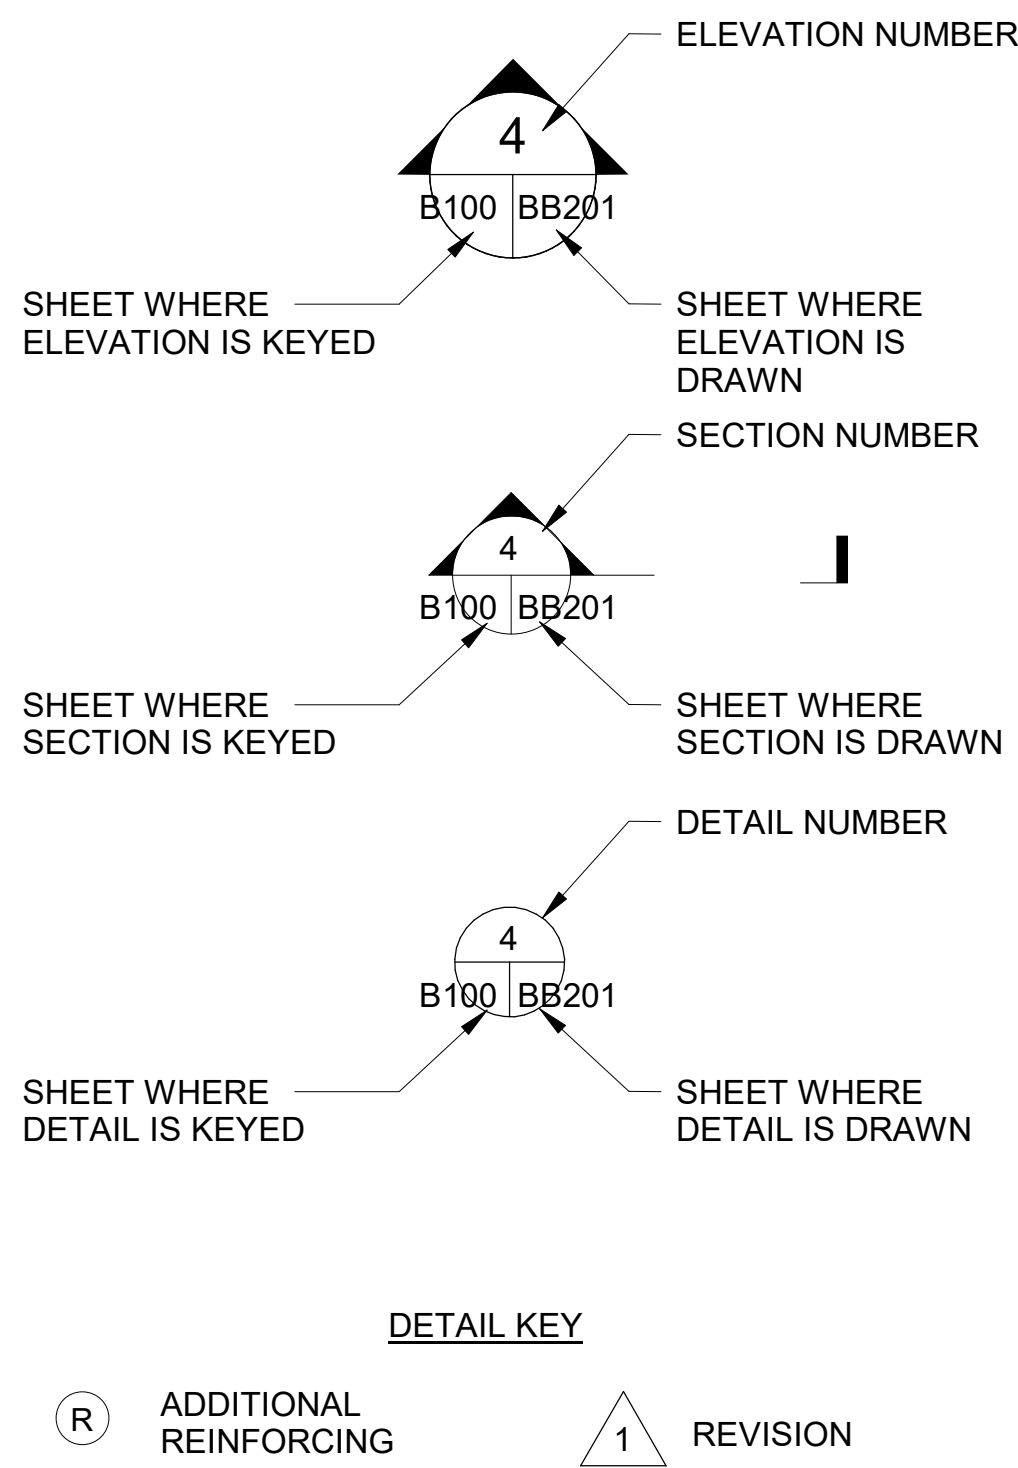 ELEVATION NUMBER
4
B100 BB201
SHEET WHERE
ELEVATION IS KEYED
SHEET WHERE
ELEVATION IS
DRAWN
SECTION NUMBER
4
B100 BB201
SHEET WHERE
SECTION IS KEYED
SHEET WHERE
SECTION IS DRAWN
DETAIL NUMBER
4
B100 BB201
SHEET WHERE
DETAIL IS KEYED
SHEET WHERE
DETAIL IS DRAWN
DETAIL KEY
R
ADDITIONAL
REINFORCING
1
REVISION